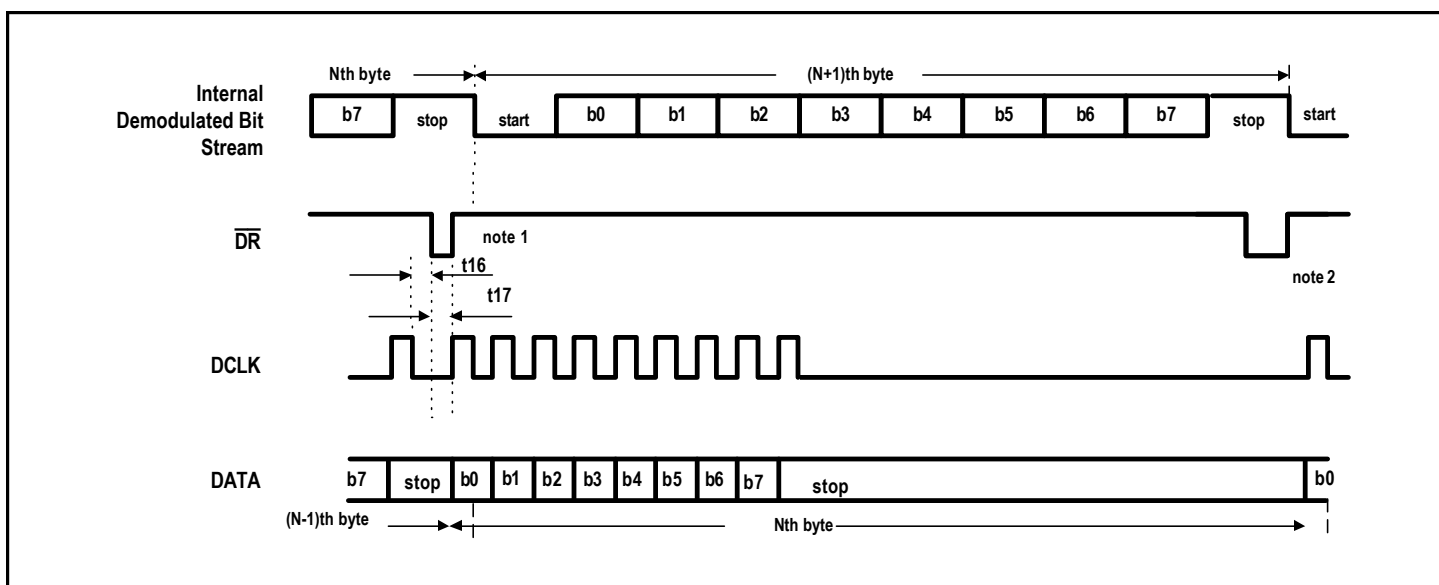 Nth byte (N+1)th byte
Internal
Demodulated Bit
Stream
b7 stop start b0 b1 b2 b3 b4 b5 b6 b7 stop start
DR
note 1
note 2
t16
t17
DCLK
DATA
b7 stop b0 b1 b2 b3 b4 b5 b6 b7 stop b0
(N-1)th byte Nth byte